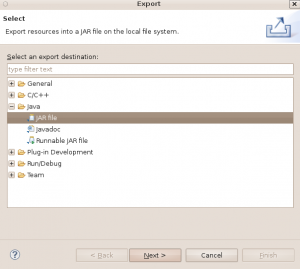 Export
Select
Export resources into a JAR file on the local file system.
Select an export destination:
type filter text
General
C/C++
Java
JAR file
Javadoc
Runnable JAR file
Plug-in Development
Run/Debug
Team
?
< Back
Next >
Cancel
Finish